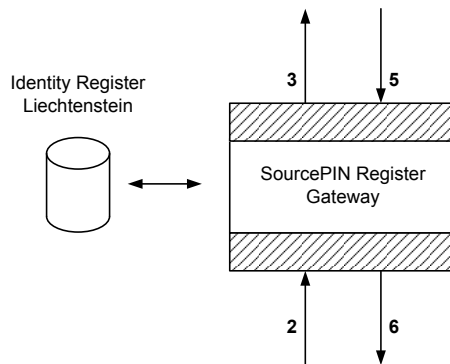 3
5
Identity Register
Liechtenstein
SourcePIN Register
Gateway
2
6